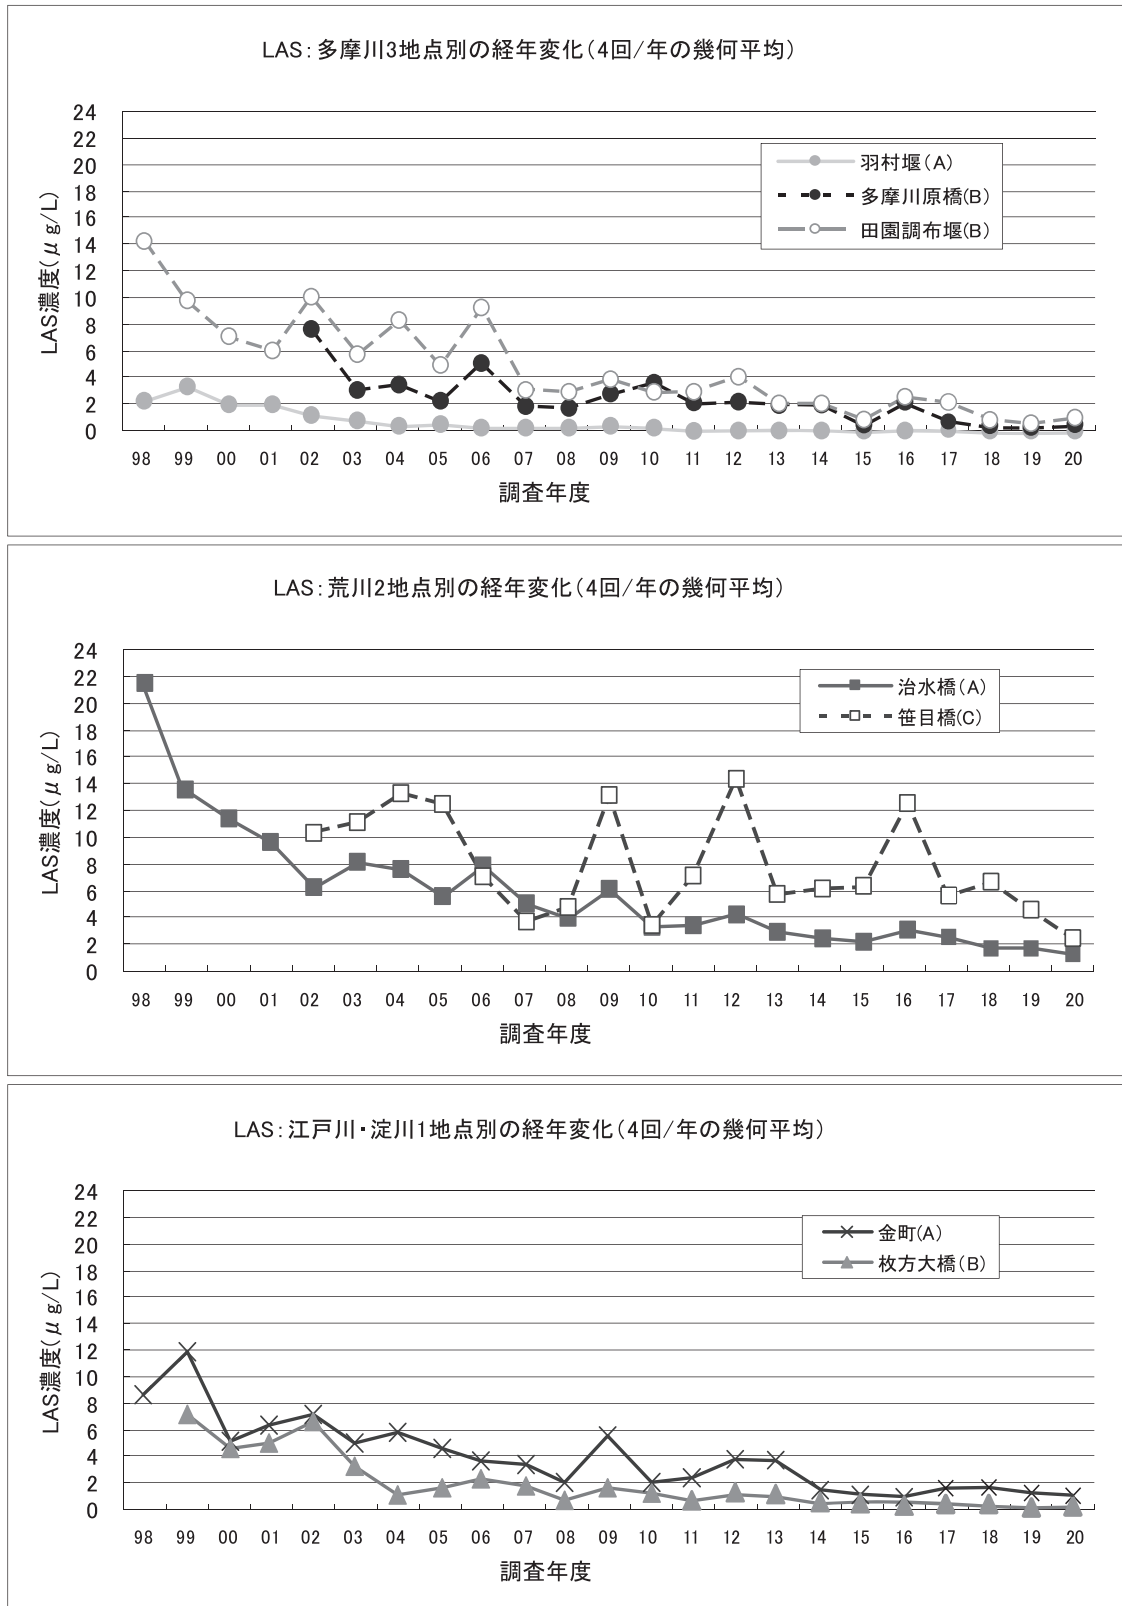 LAS:多摩川3地点別の経年変化(4回/年の幾何平均)
LAS濃度(μg/L)
24
22
20
18
16
14
12
10
8
6
4
2
0
羽村堰(A)
多摩川原橋(B)
田園調布堰(B)
98 99 00 01 02 03 04 05 06 07 08 09 10 11 12 13 14 15 16 17 18 19 20
調査年度
LAS:荒川2地点別の経年変化(4回/年の幾何平均)
LAS濃度(μg/L)
24
22
20
18
16
14
12
10
8
6
4
2
0
治水橋(A)
笹目橋(C)
98 99 00 01 02 03 04 05 06 07 08 09 10 11 12 13 14 15 16 17 18 19 20
調査年度
LAS:江戸川・淀川1地点別の経年変化(4回/年の幾何平均)
LAS濃度(μg/L)
24
22
20
18
16
14
12
10
8
6
4
2
0
金町(A)
枚方大橋(B)
98 99 00 01 02 03 04 05 06 07 08 09 10 11 12 13 14 15 16 17 18 19 20
調査年度